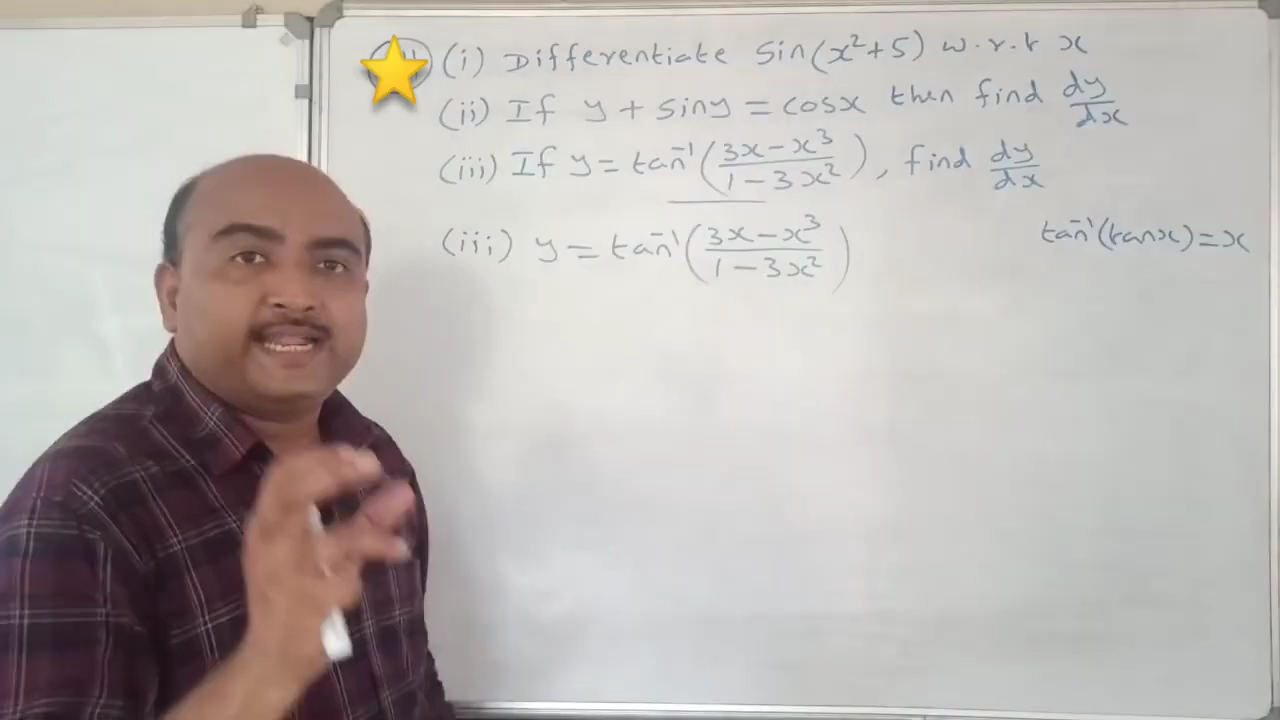 (i) Differentiate sin(x²+5) w.r.t x
(ii) If y + siny = cosx then find dy/dx
(iii) If y = tan⁻¹((3x-x³)/(1-3x²)), find dy/dx
(iii) y = tan⁻¹((3x-x³)/(1-3x²))
tan⁻¹(tanx)=x